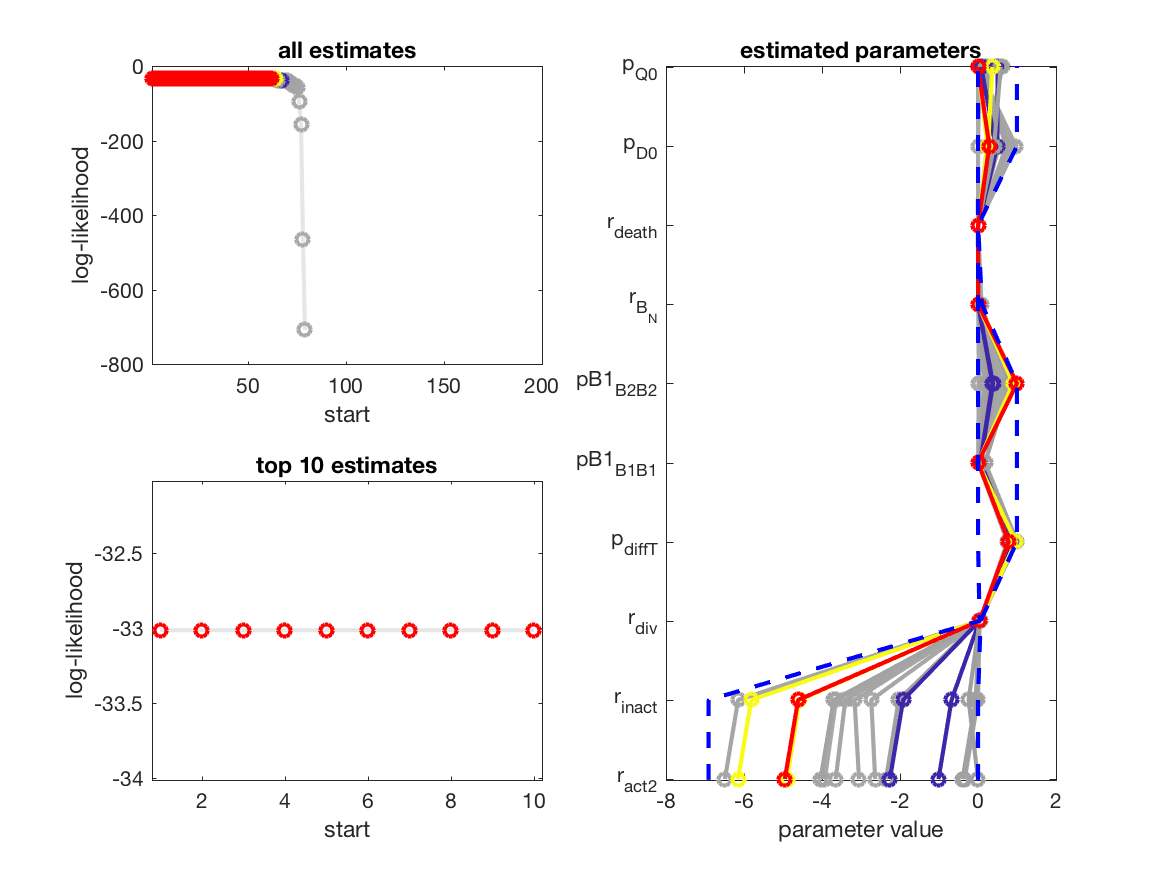 all estimates
0
-200
-400
-600
-800
log-likelihood
50
100
150
200
start
top 10 estimates
-32.5
-33
-33.5
-34
log-likelihood
2
4
6
8
10
start
estimated parameters
p_Q0
p_D0
r_death
r_B_N
pB1_B2B2
pB1_B1B1
p_diffT
r_div
r_inact
r_act2
-8
-6
-4
-2
0
2
parameter value